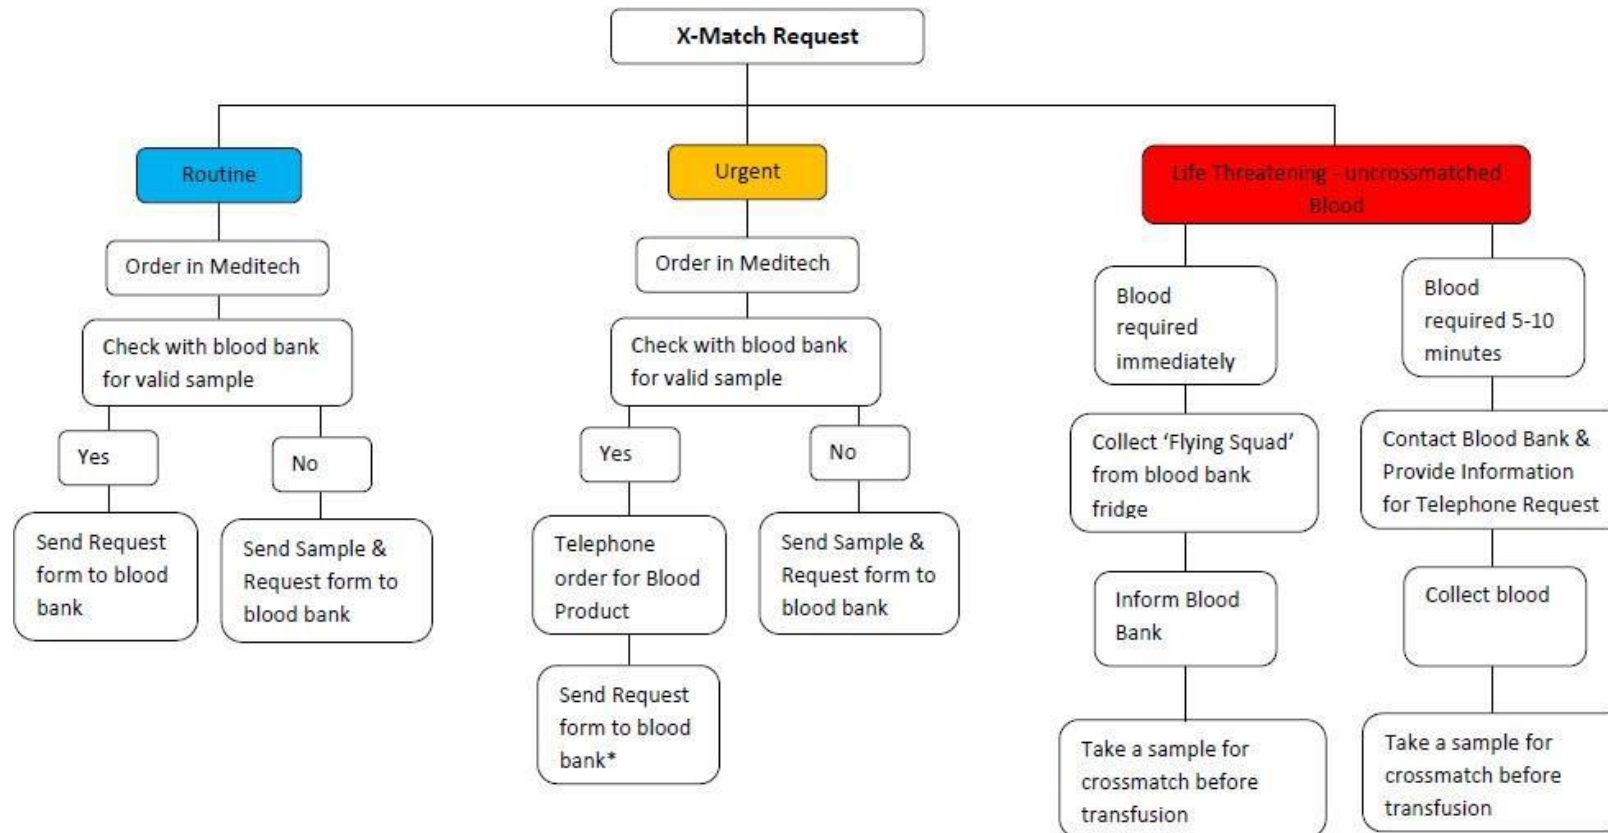 X-Match Request
Routine
Order in Meditech
Check with blood bank
for valid sample
Yes
Send Request
form to blood
bank
No
Send Sample &
Request form to
blood bank
Urgent
Order in Meditech
Check with blood bank
for valid sample
Yes
Telephone
order for Blood
Product
Send Request
form to blood
bank*
No
Send Sample &
Request form to
blood bank
Life Threatening - uncrossmatched
Blood
Blood
required
immediately
Collect ‘Flying Squad’
from blood bank
fridge
Inform Blood
Bank
Take a sample for
crossmatch before
transfusion
Blood
required 5-10
minutes
Contact Blood Bank &
Provide Information
for Telephone Request
Collect blood
Take a sample for
crossmatch before
transfusion